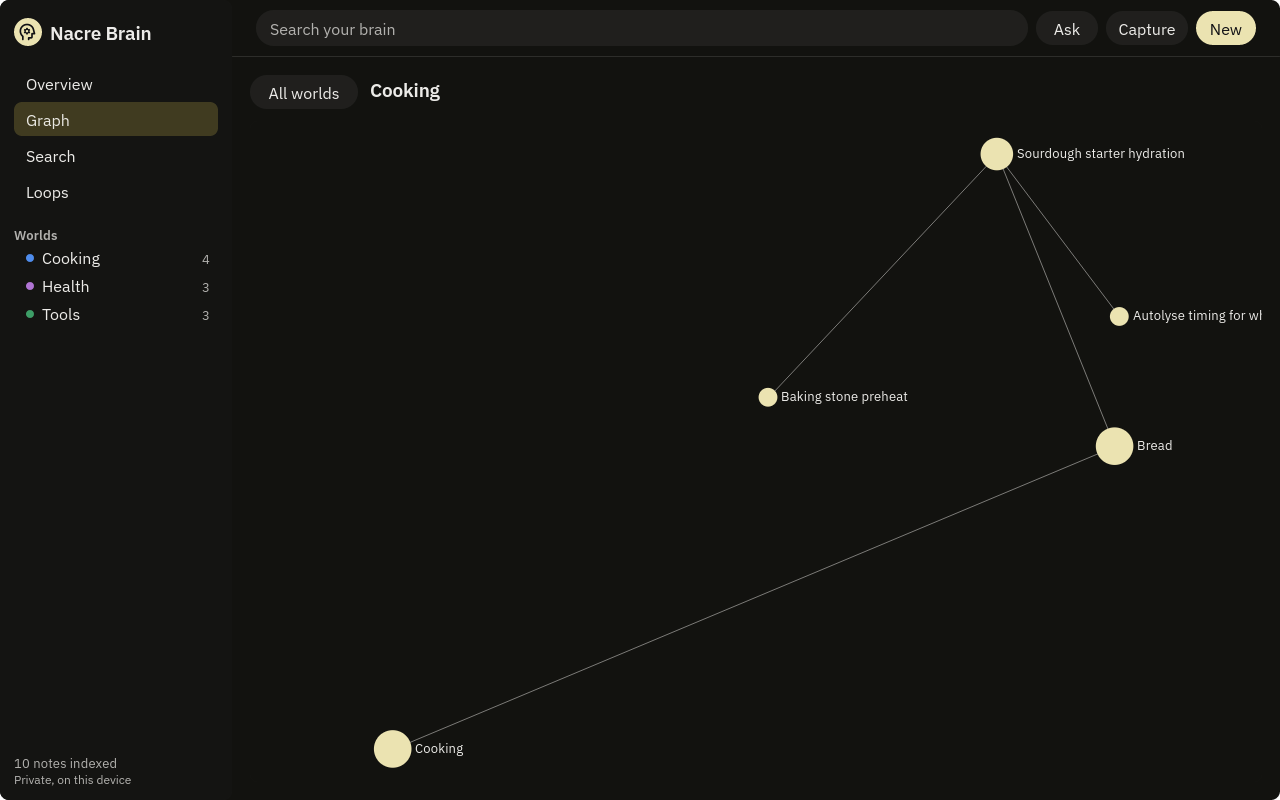 Nacre Brain
Search your brain
Ask
Capture
New
Overview
Graph
Search
Loops
Worlds
Cooking 4
Health 3
Tools 3
10 notes indexed
Private, on this device
All worlds
Cooking
Sourdough starter hydration
Autolyse timing for
Baking stone preheat
Bread
Cooking